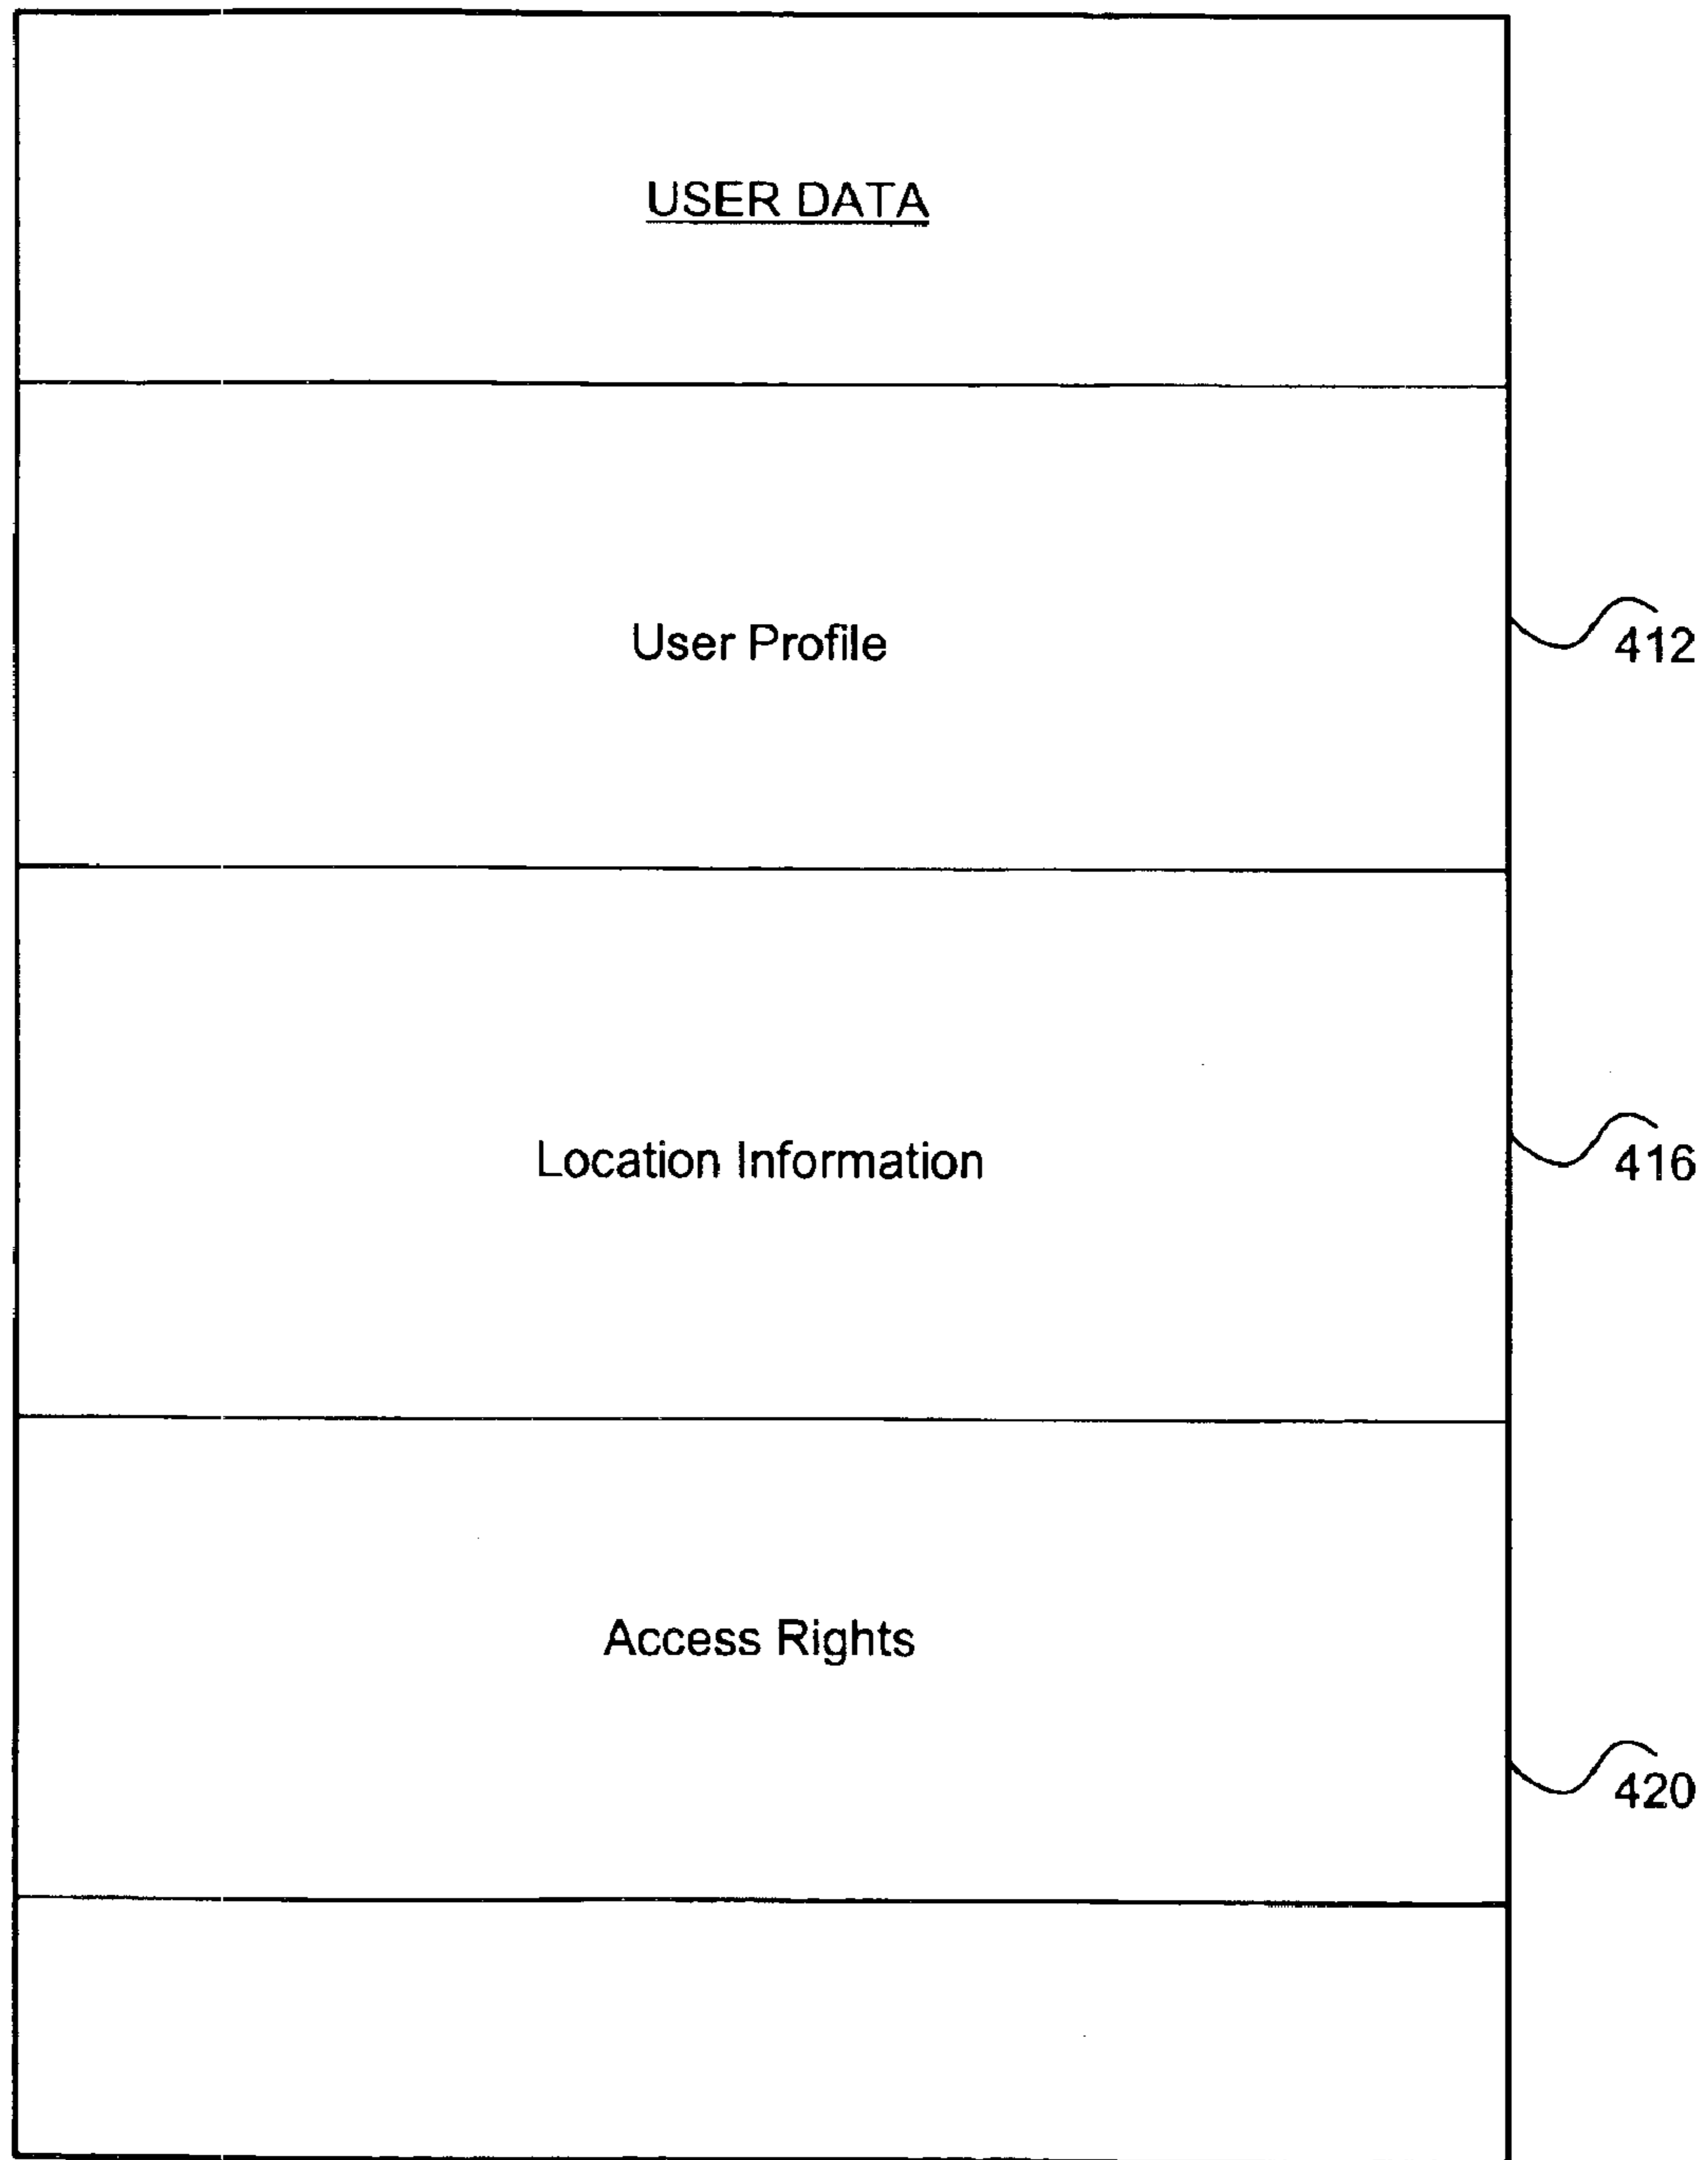 USER DATA
User Profile
412
Location Information
416
Access Rights
420